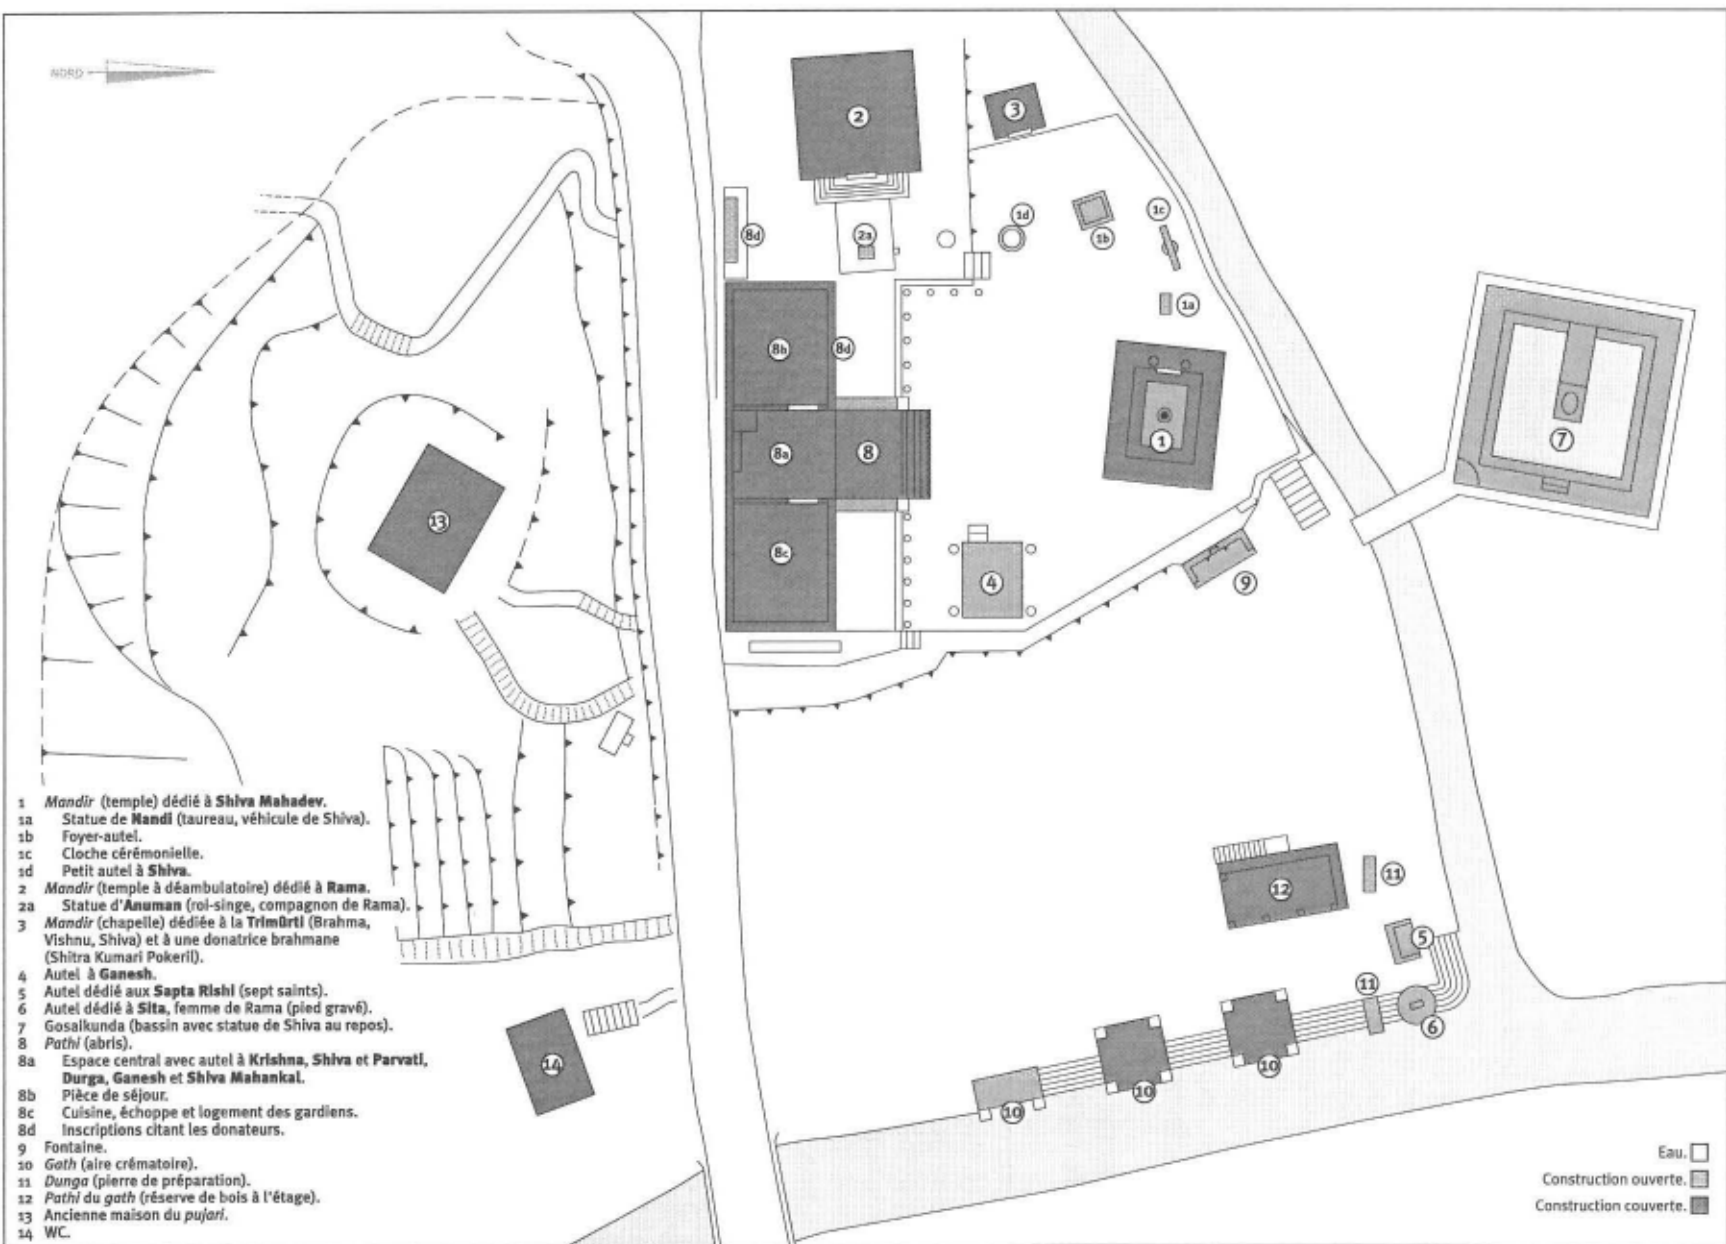 NORD
2
3
1d
1c
1b
8d
2a
1a
8b
8d
1
7
8a
8
13
8c
4
9
1 Mandir (temple) dédié à Shiva Mahadev.
1a Statue de Nandi (taureau, véhicule de Shiva).
1b Foyer-autel.
1c Cloche cérémonielle.
1d Petit autel à Shiva.
2 Mandir (temple à déambulatoire) dédié à Rama.
2a Statue d'Anuman (roi-singe, compagnon de Rama).
3 Mandir (chapelle) dédiée à la Trimûrti (Brahma,
Vishnu, Shiva) et à une donatrice brahmane
(Shitra Kumari Pokeril).
4 Autel à Ganesh.
5 Autel dédié aux Sapta Rishi (sept saints).
6 Autel dédié à Sita, femme de Rama (pied gravé).
7 Gosaikunda (bassin avec statue de Shiva au repos).
8 Pathi (abris).
8a Espace central avec autel à Krishna, Shiva et Parvati,
Durga, Ganesh et Shiva Mahankal.
8b Pièce de séjour.
8c Cuisine, échoppe et logement des gardiens.
8d Inscriptions citant les donateurs.
9 Fontaine.
10 Gath (aire crématoire).
11 Dunga (pierre de préparation).
12 Pathi du gath (réserve de bois à l'étage).
13 Ancienne maison du pujari.
14 WC.
12
11
5
11
6
14
10
10
10
Eau.
Construction ouverte.
Construction couverte.